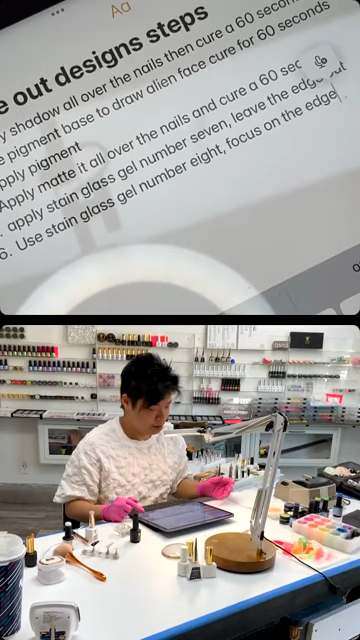 Aa
e out designs steps
y shadow all over the nails then cure a 60 secon
e pigment base to draw alien face cure for 60 seconds
pply pigment
Apply matte it all over the nails and cure a 60 sec
. apply stain glass gel number seven, leave the edge out
6. Use stain glass gel number eight, focus on the edge